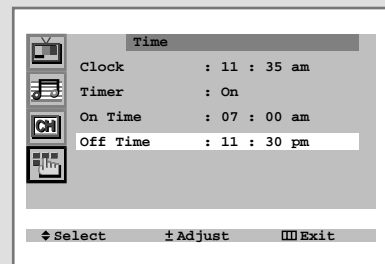 Time
Clock : 11 : 35 am
Timer : On
CH
On Time : 07 : 00 am
Off Time : 11 : 30 pm
Select ± Adjust Exit